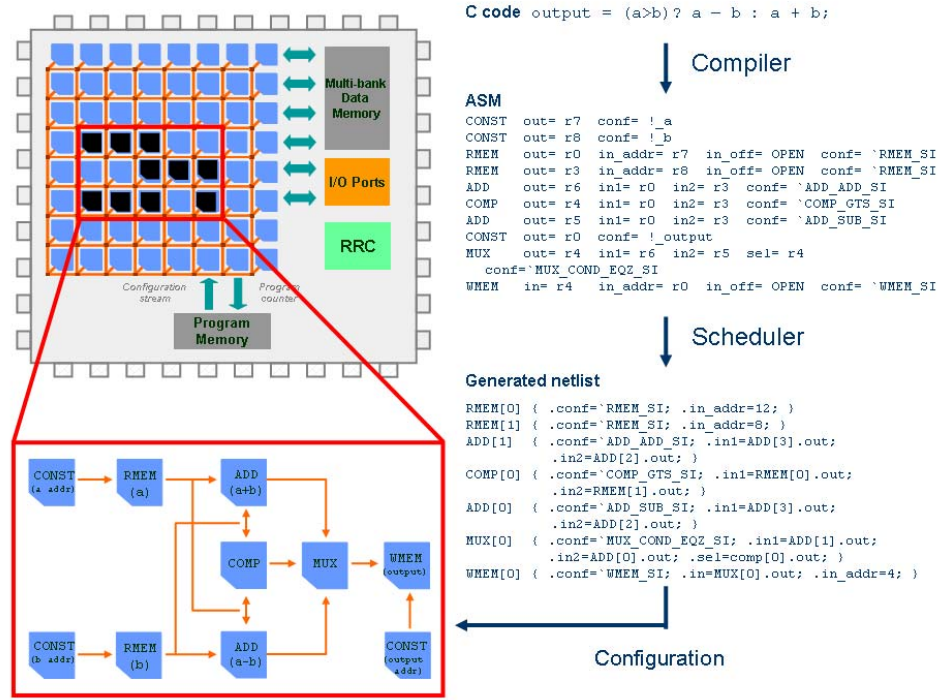 Multi-bank
Data
Memory
I/O Ports
RRC
Configuration
stream
Program
counter
Program
Memory
C code output = (a>b)? a – b : a + b;
Compiler
ASM
CONST out= r7 conf= !_a
CONST out= r8 conf= !_b
RMEM out= r0 in_addr= r7 in_off= OPEN conf= `RMEM_SI
RMEM out= r3 in_addr= r8 in_off= OPEN conf= `RMEM_SI
ADD out= r6 in1= r0 in2= r3 conf= `ADD_ADD_SI
COMP out= r4 in1= r0 in2= r3 conf= `COMP_GTS_SI
ADD out= r5 in1= r0 in2= r3 conf= `ADD_SUB_SI
CONST out= r0 conf= !_output
MUX out= r4 in1= r6 in2= r5 sel= r4
conf=`MUX_COND_EQZ_SI
WMEM in= r4 in_addr= r0 in_off= OPEN conf= `WMEM_SI
Scheduler
Generated netlist
RMEM[0] { .conf=`RMEM_SI; .in_addr=12; }
RMEM[1] { .conf=`RMEM_SI; .in_addr=8; }
ADD[1] { .conf=`ADD_ADD_SI; .in1=ADD[3].out;
.in2=ADD[2].out; }
COMP[0] { .conf=`COMP_GTS_SI; .in1=RMEM[0].out;
.in2=RMEM[1].out; }
ADD[0] { .conf=`ADD_SUB_SI; .in1=ADD[3].out;
.in2=ADD[2].out; }
MUX[0] { .conf=`MUX_COND_EQZ_SI; .in1=ADD[1].out;
.in2=ADD[0].out; .sel=comp[0].out; }
WMEM[0] { .conf=`WMEM_SI; .in=MUX[0].out; .in_addr=4; }
Configuration
CONST
(a addr)
RMEM
(a)
ADD
(a+b)
COMP
MUX
WMEM
(output)
CONST
(b addr)
RMEM
(b)
ADD
(a-b)
CONST
(output
addr)